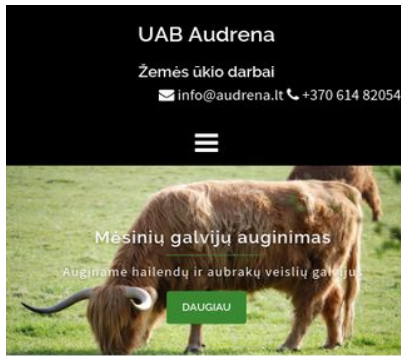 UAB Audrena
Žemės ūkio darbai
info@audrena.lt +370 614 82054
Mėsinių galvijų auginimas
Auginame hailendų ir aubrakų veislių galvijus
DAUGIAU